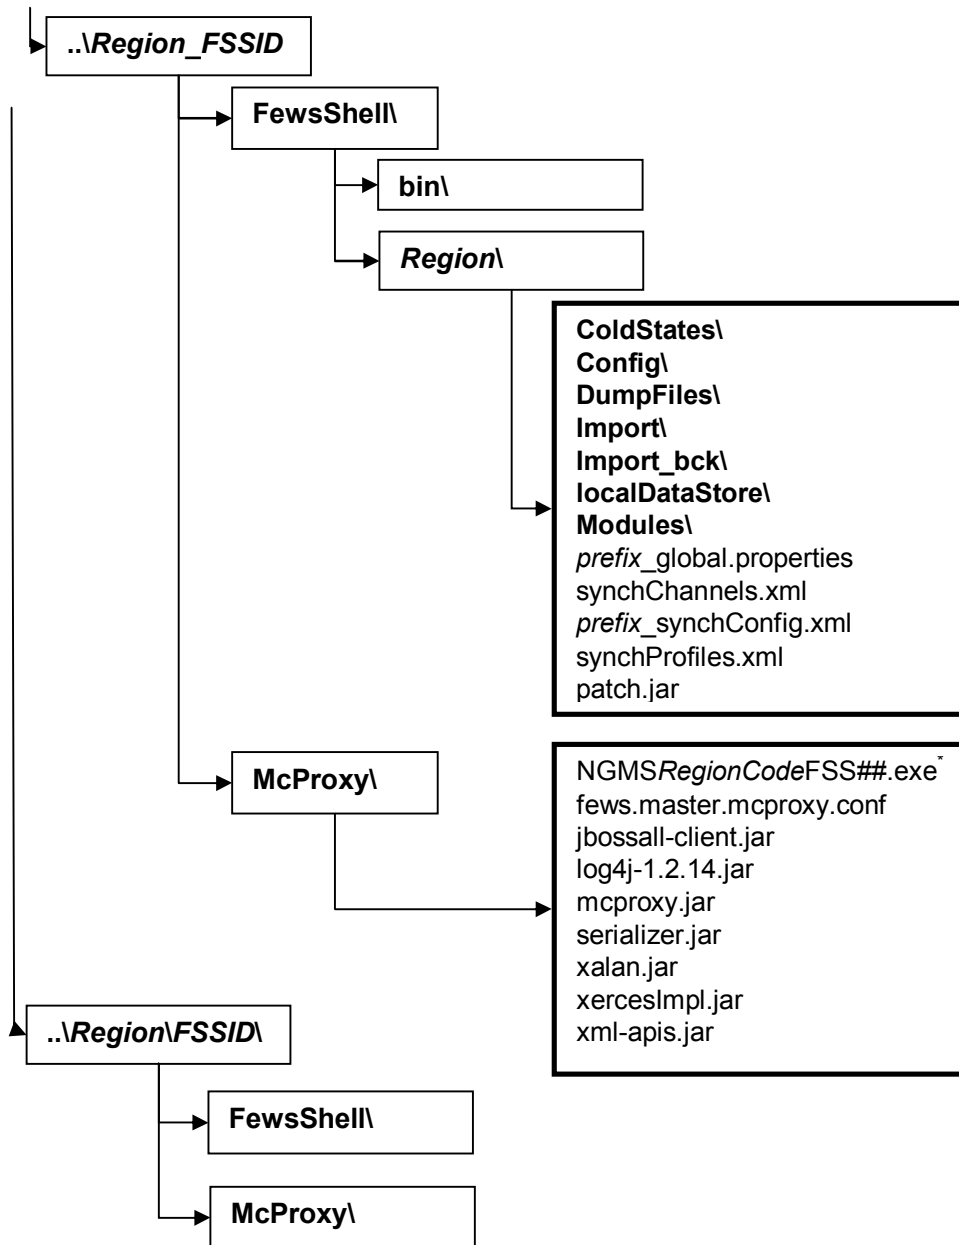 ..\Region_FSSID
FewsShell\
bin\
Region\
ColdStates\
Config\
DumpFiles\
Import\
Import_bck\
localDataStore\
Modules\
prefix_global.properties
synchChannels.xml
prefix_synchConfig.xml
synchProfiles.xml
patch.jar
McProxy\
NGMSRegionCodeFSS##.exe*
fews.master.mcproxy.conf
jbossall-client.jar
log4j-1.2.14.jar
mcproxy.jar
serializer.jar
xalan.jar
xercesImpl.jar
xml-apis.jar
..\Region\FSSID\
FewsShell\
McProxy\